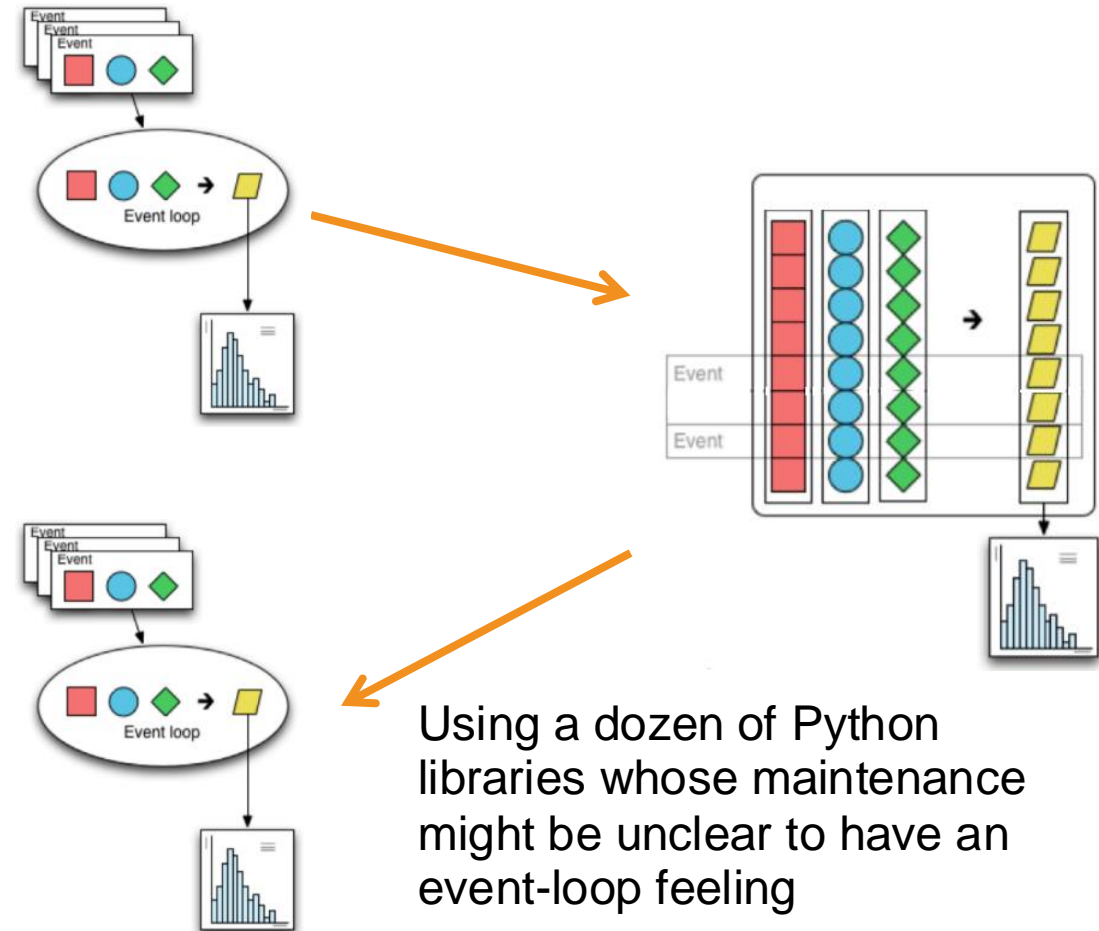 Event
Event
Event
Event loop
Event
Event
Event
Event
Event
Event loop
Using a dozen of Python
libraries whose maintenance
might be unclear to have an
event-loop feeling